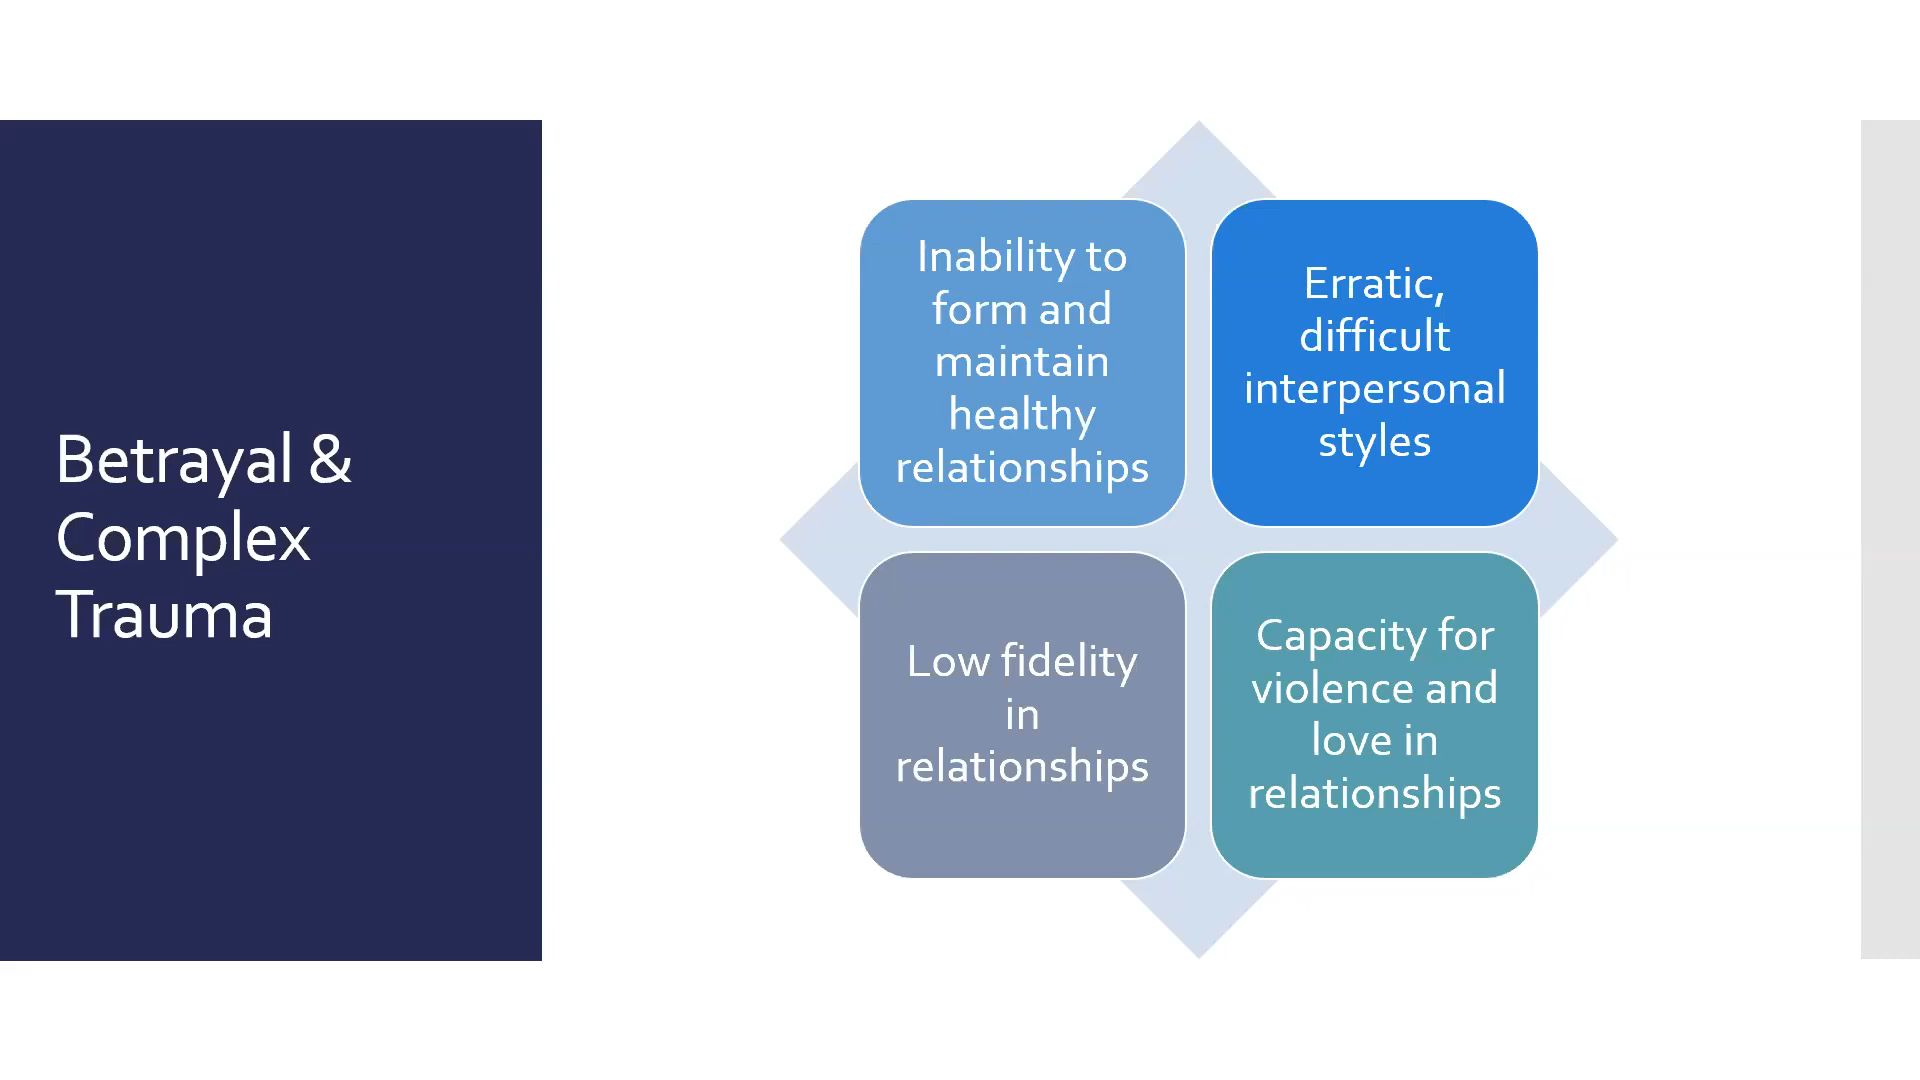 Betrayal &
Complex
Trauma
Inability to
form and
maintain
healthy
relationships
Erratic,
difficult
interpersonal
styles
Low fidelity
in
relationships
Capacity for
violence and
love in
relationships